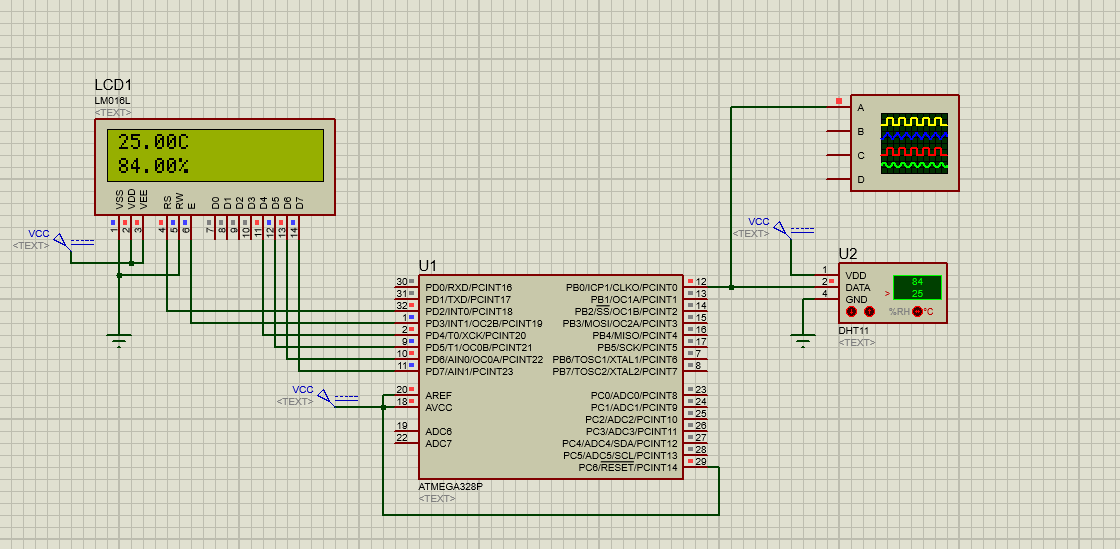 LCD1
LM016L
<TEXT>
25.00C
84.00%
VSS VDD VEE RS RW E D0 D1 D2 D3 D4 D5 D6 D7
1 2 3 4 5 6 7 8 9 10 11 12 13 14
VCC
<TEXT>
A
B
C
D
VCC
<TEXT>
U2
1 VDD
2 DATA
4 GND
84
> 25
%RH °C
DHT11
<TEXT>
U1
30 PD0/RXD/PCINT16
31 PD1/TXD/PCINT17
32 PD2/INT0/PCINT18
1 PD3/INT1/OC2B/PCINT19
2 PD4/T0/XCK/PCINT20
9 PD5/T1/OC0B/PCINT21
10 PD6/AIN0/OC0A/PCINT22
11 PD7/AIN1/PCINT23
20 AREF
18 AVCC
19 ADC6
22 ADC7
PB0/ICP1/CLKO/PCINT0 12
PB1/OC1A/PCINT1 13
PB2/SS/OC1B/PCINT2 14
PB3/MOSI/OC2A/PCINT3 15
PB4/MISO/PCINT4 16
PB5/SCK/PCINT5 17
PB6/TOSC1/XTAL1/PCINT6 7
PB7/TOSC2/XTAL2/PCINT7 8
PC0/ADC0/PCINT8 23
PC1/ADC1/PCINT9 24
PC2/ADC2/PCINT10 25
PC3/ADC3/PCINT11 26
PC4/ADC4/SDA/PCINT12 27
PC5/ADC5/SCL/PCINT13 28
PC6/RESET/PCINT14 29
VCC
<TEXT>
ATMEGA328P
<TEXT>